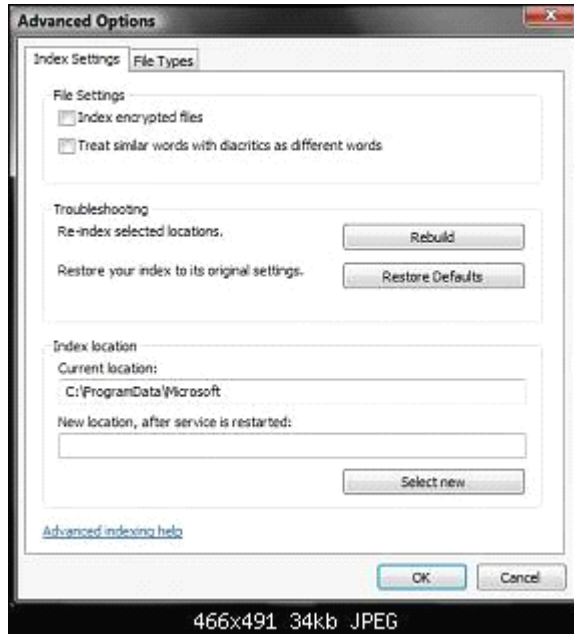 Advanced Options
Index Settings File Types
File Settings
Index encrypted files
Treat similar words with diacritics as different words
Troubleshooting
Re-index selected locations. Rebuild
Restore your index to its original settings. Restore Defaults
Index location
Current location:
C:\ProgramData\Microsoft
New location, after service is restarted:
Select new
Advanced indexing help
OK Cancel
466x491 34kb JPEG